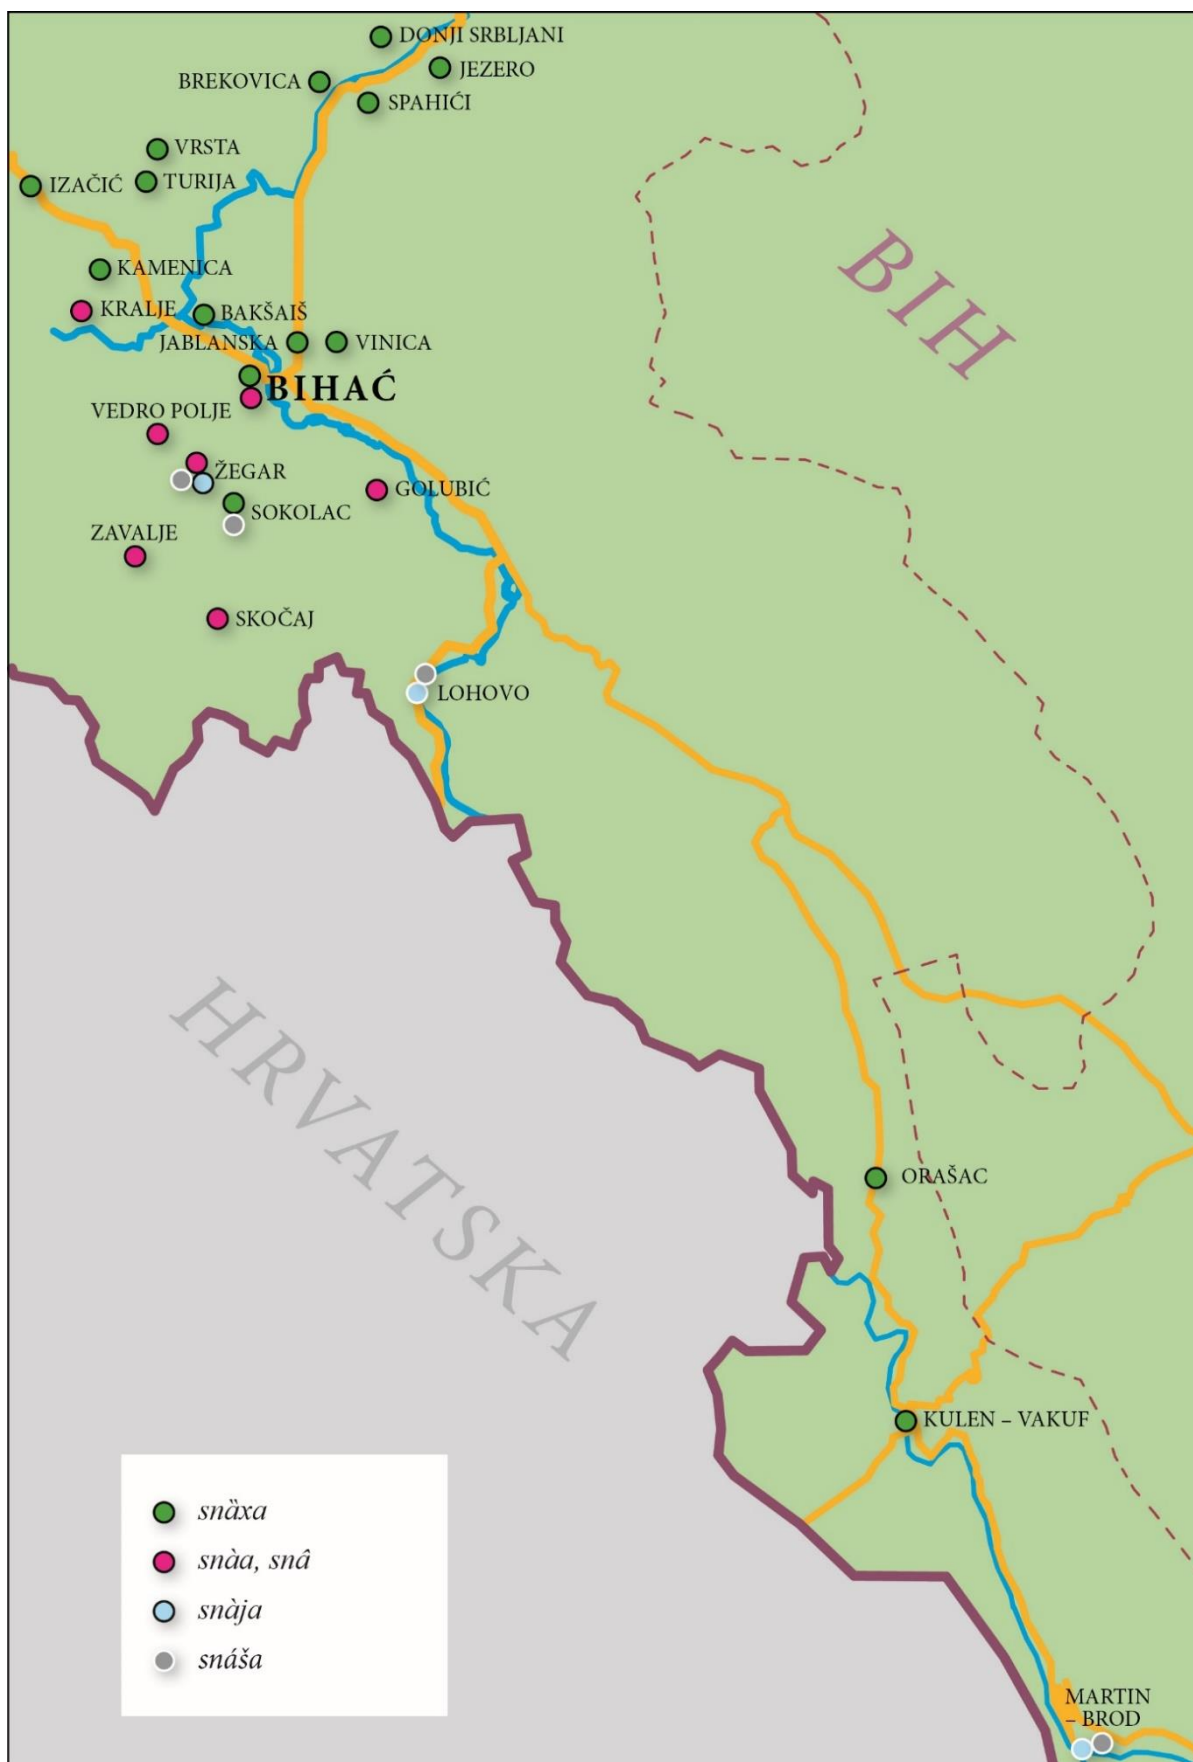 DONJI SRBLJANI
JEZERO
BREKOVICA
SPAHIĆI
VRSTA
IZAČIĆ
TURIJA
KAMENICA
KRALJE
BAKŠAIŠ
JABLANSKA
VINICA
BIHAĆ
VEDRO POLJE
ŽEGAR
GOLUBIĆ
SOKOLAC
ZAVALJE
SKOČAJ
LOHOVO
BIH
HRVATSKA
ORAŠAC
KULEN – VAKUF
MARTIN
– BROD
snȁxa
snàa, snâ
snàja
snáša